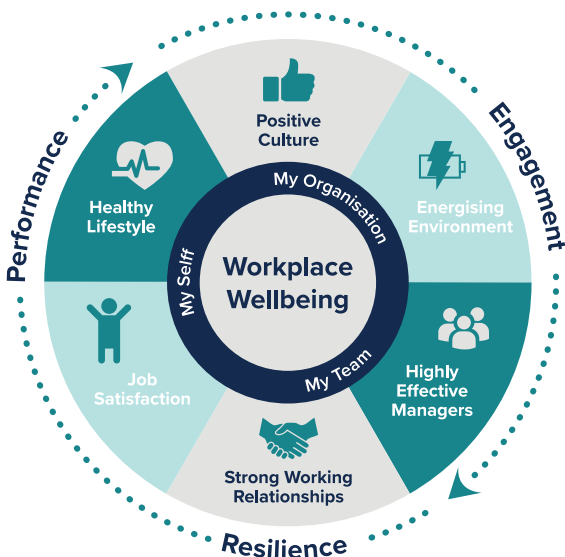 Performance
Engagement
Resilience
Positive
Culture
Energising
Environment
Highly
Effective
Managers
Strong Working
Relationships
Job
Satisfaction
Healthy
Lifestyle
My Organisation
My Team
My Selff
Workplace
Wellbeing